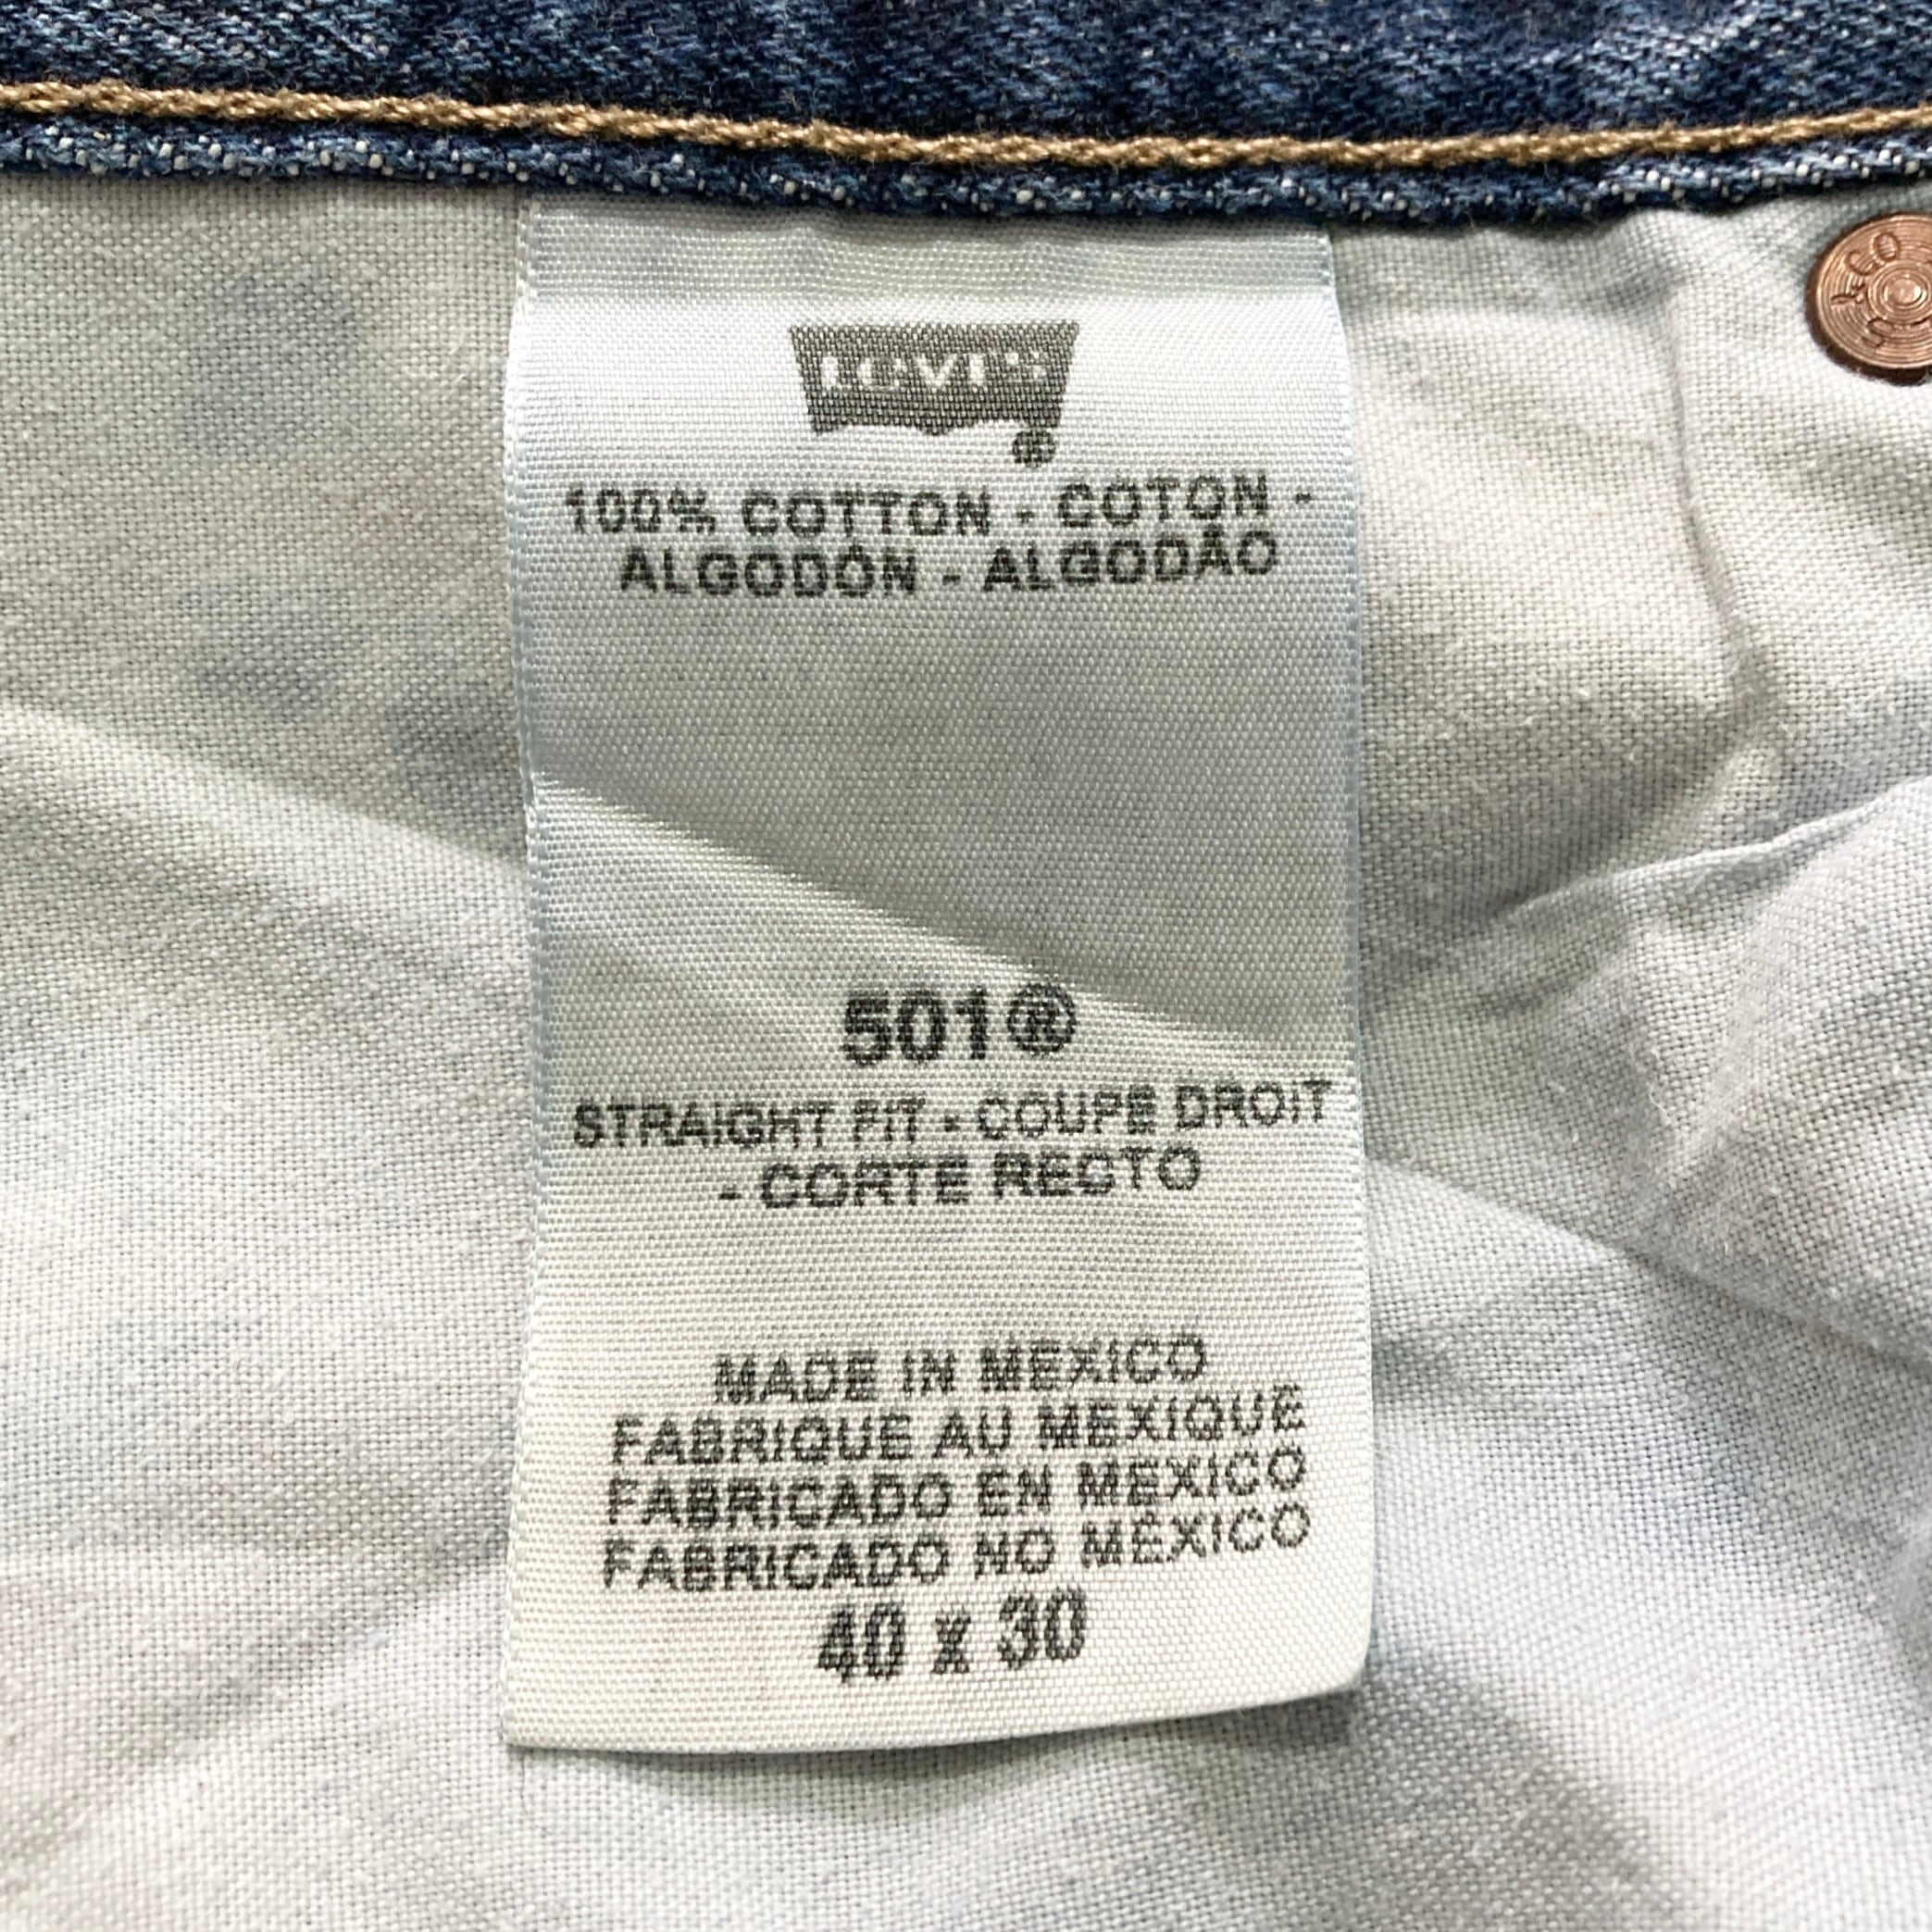 Levi's
®
100% COTTON - COTON -
ALGODÓN - ALGODÃO
501®
STRAIGHT FIT - COUPE DROIT
- CORTE RECTO
MADE IN MEXICO
FABRIQUE AU MEXIQUE
FABRICADO EN MEXICO
FABRICADO NO MÉXICO
40 x 30